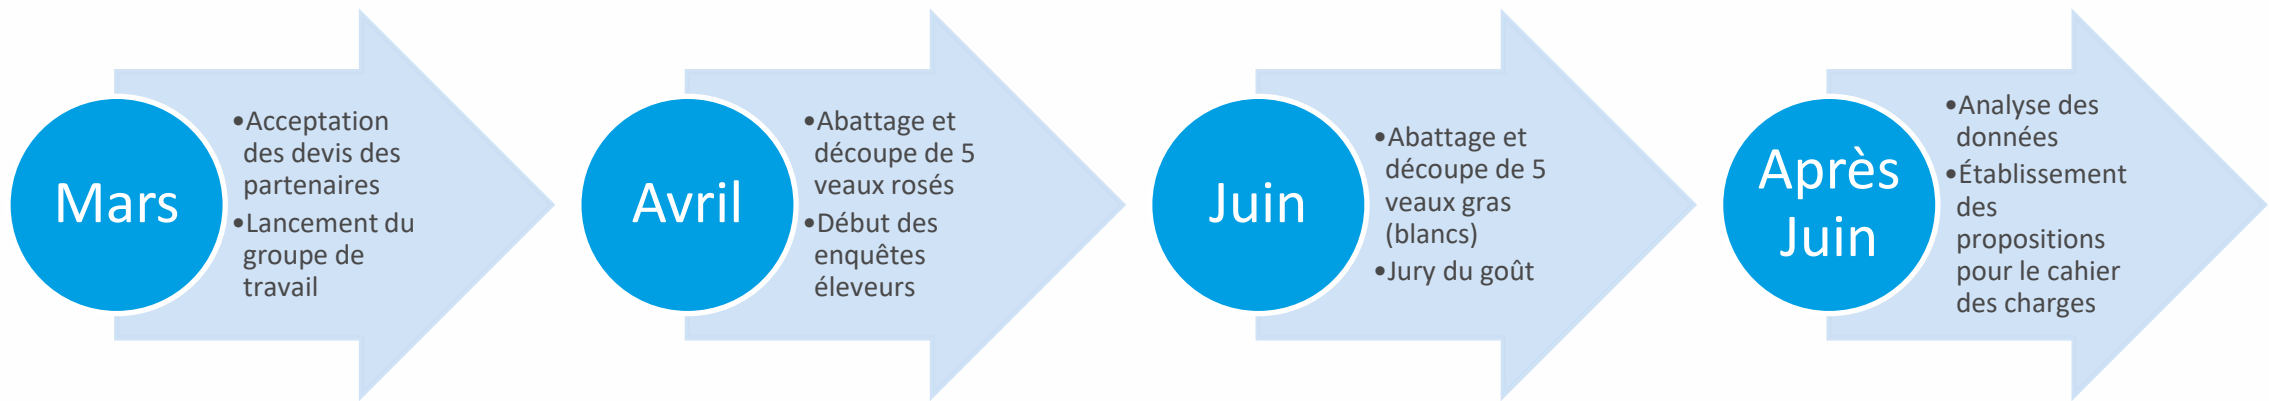 Mars
•Acceptation
des devis des
partenaires
•Lancement du
groupe de
travail
Avril
•Abattage et
découpe de 5
veaux rosés
•Début des
enquêtes
éleveurs
Juin
•Abattage et
découpe de 5
veaux gras
(blancs)
•Jury du goût
Après
Juin
•Analyse des
données
•Établissement
des
propositions
pour le cahier
des charges